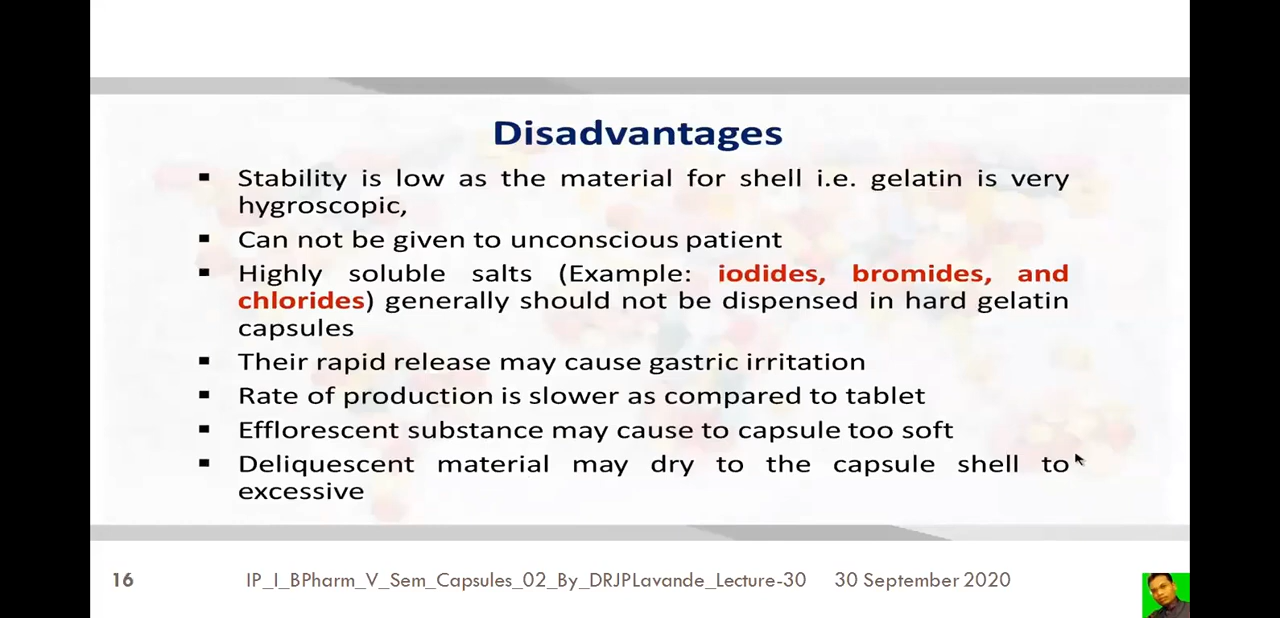 Disadvantages
▪ Stability is low as the material for shell i.e. gelatin is very
hygroscopic,
▪ Can not be given to unconscious patient
▪ Highly soluble salts (Example: iodides, bromides, and
chlorides) generally should not be dispensed in hard gelatin
capsules
▪ Their rapid release may cause gastric irritation
▪ Rate of production is slower as compared to tablet
▪ Efflorescent substance may cause to capsule too soft
▪ Deliquescent material may dry to the capsule shell to
excessive
16 IP_I_BPharm_V_Sem_Capsules_02_By_DRJPLavande_Lecture-30 30 September 2020